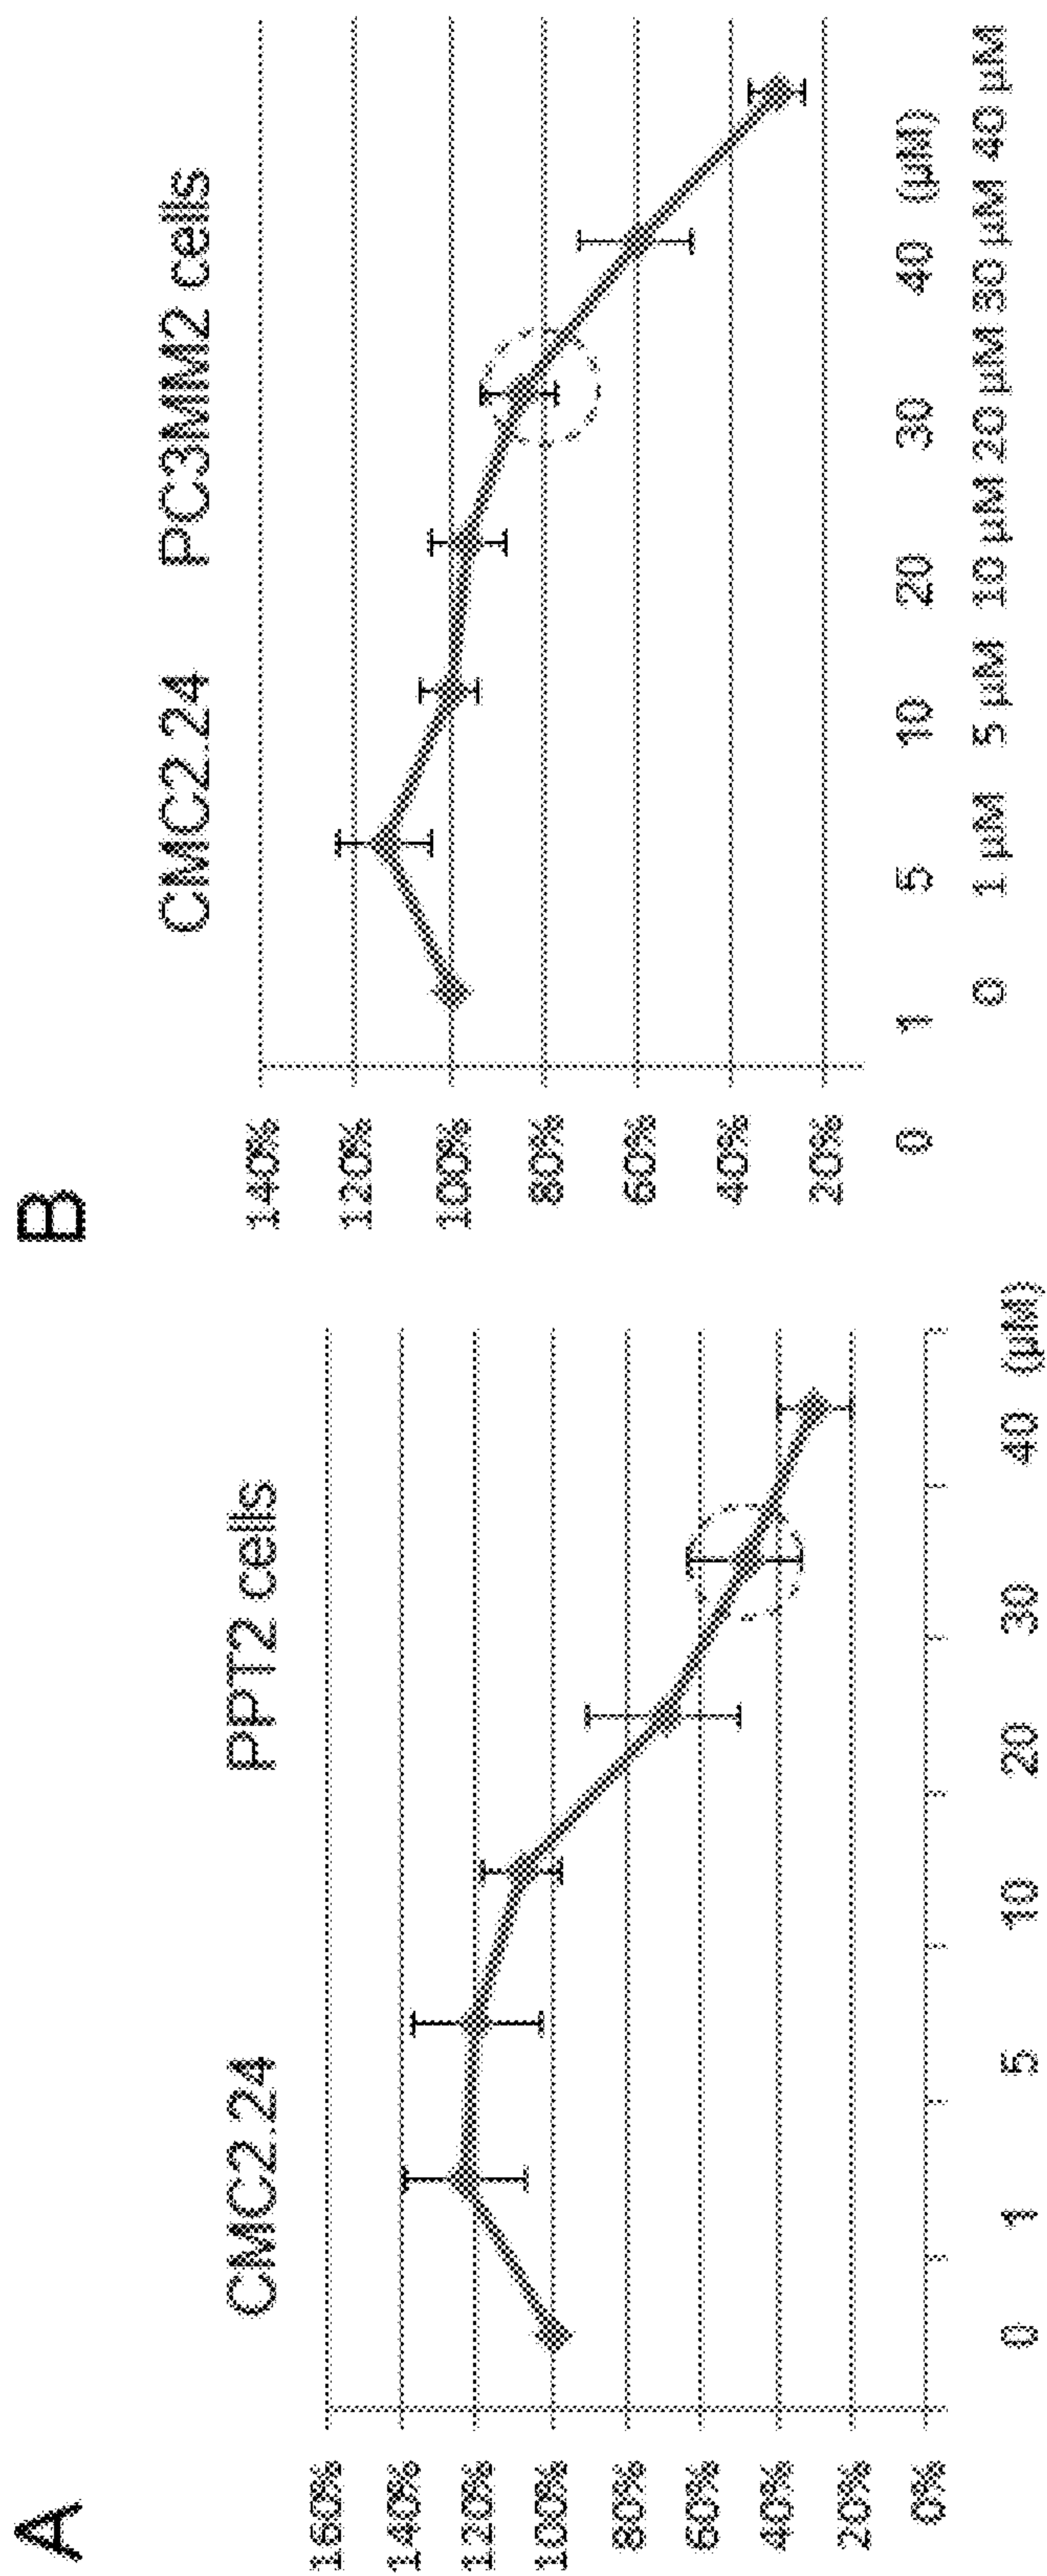 A
CMC2.24 PPT2 cells
160%
140%
120%
100%
80%
60%
40%
20%
0%
0 1 5 10 20 30 40 (µM)
B
CMC2.24 PC3MM2 cells
140%
120%
100%
80%
60%
40%
20%
0 1 5 10 20 30 40 (µM)
0 1 µM 5 µM 10 µM 20 µM 30 µM 40 µM